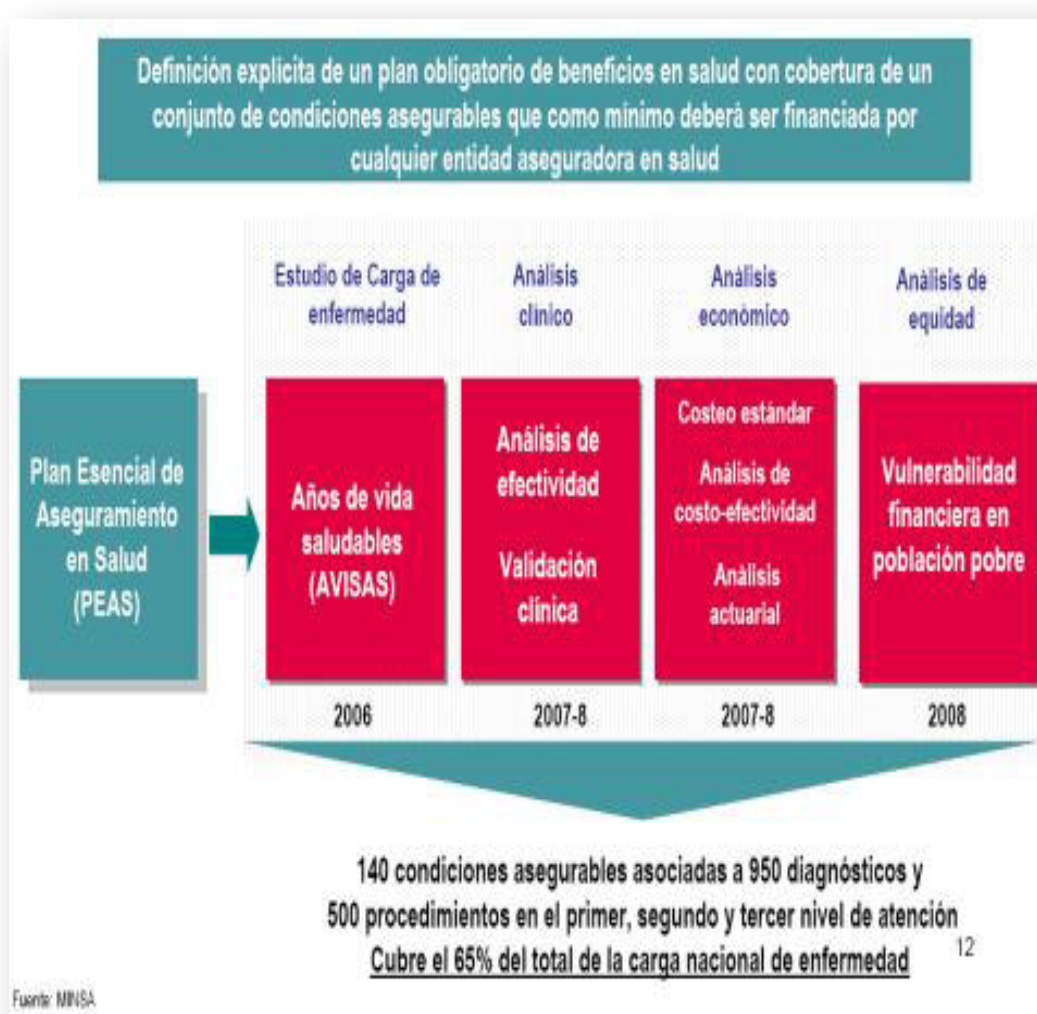 Definición explicita de un plan obligatorio de beneficios en salud con cobertura de un
conjunto de condiciones asegurables que como mínimo deberá ser financiada por
cualquier entidad aseguradora en salud
Estudio de Carga de
enfermedad
Análisis
clínico
Análisis
económico
Análisis de
equidad
Plan Esencial de
Aseguramiento
en Salud
(PEAS)
Años de vida
saludables
(AVISAS)
Análisis de
efectividad
Validación
clínica
Costeo estándar
Análisis de
costo-efectividad
Análisis
actuarial
Vulnerabilidad
financiera en
población pobre
2006
2007-8
2007-8
2008
140 condiciones asegurables asociadas a 950 diagnósticos y
500 procedimientos en el primer, segundo y tercer nivel de atención
Cubre el 65% del total de la carga nacional de enfermedad
12
Fuente: MINSA